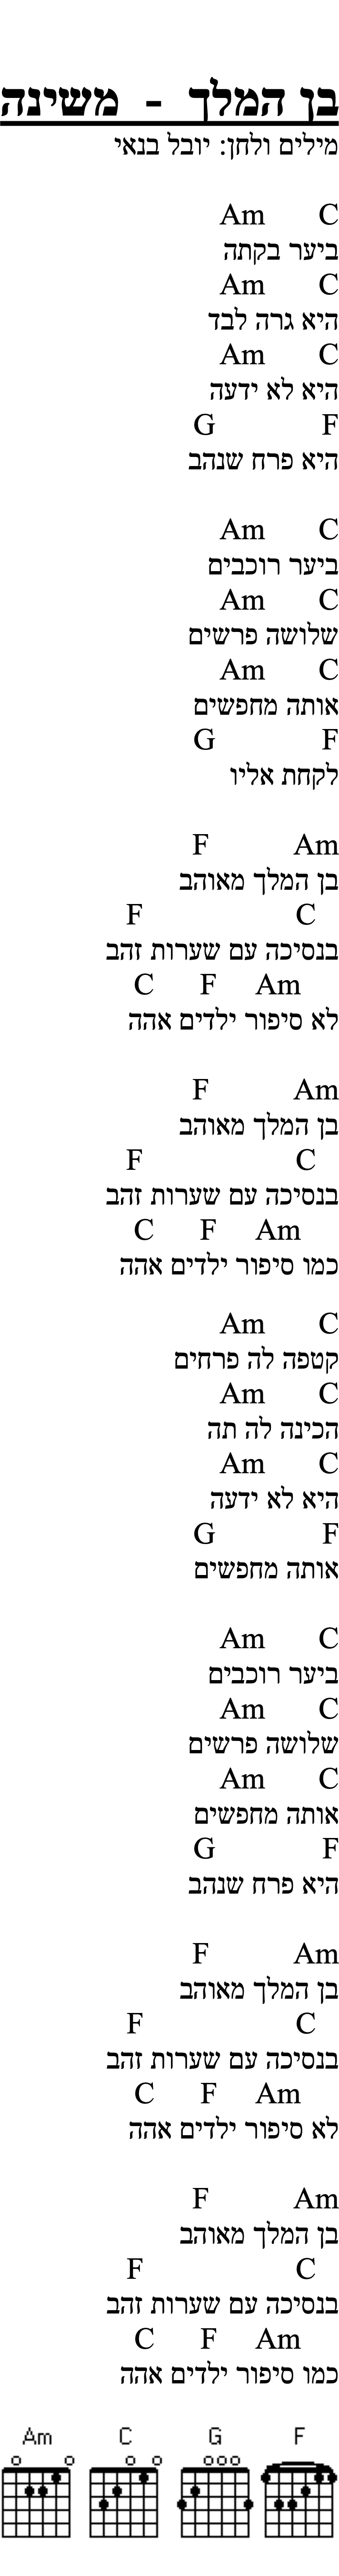 בן המלך - משינה
מילים ולחן: יובל בנאי
C Am
ביער בקתה
C Am
היא גרה לבד
C Am
היא לא ידעה
F G
היא פרח שנהב
C Am
ביער רוכבים
C Am
שלושה פרשים
C Am
אותה מחפשים
F G
לקחת אליו
Am F
בן המלך מאוהב
C F
בנסיכה עם שערות זהב
Am F C
לא סיפור ילדים אהה
Am F
בן המלך מאוהב
C F
בנסיכה עם שערות זהב
Am F C
כמו סיפור ילדים אהה
C Am
קטפה לה פרחים
C Am
הכינה לה תה
C Am
היא לא ידעה
F G
אותה מחפשים
C Am
ביער רוכבים
C Am
שלושה פרשים
C Am
אותה מחפשים
F G
היא פרח שנהב
Am F
בן המלך מאוהב
C F
בנסיכה עם שערות זהב
Am F C
לא סיפור ילדים אהה
Am F
בן המלך מאוהב
C F
בנסיכה עם שערות זהב
Am F C
כמו סיפור ילדים אהה
Am C G F